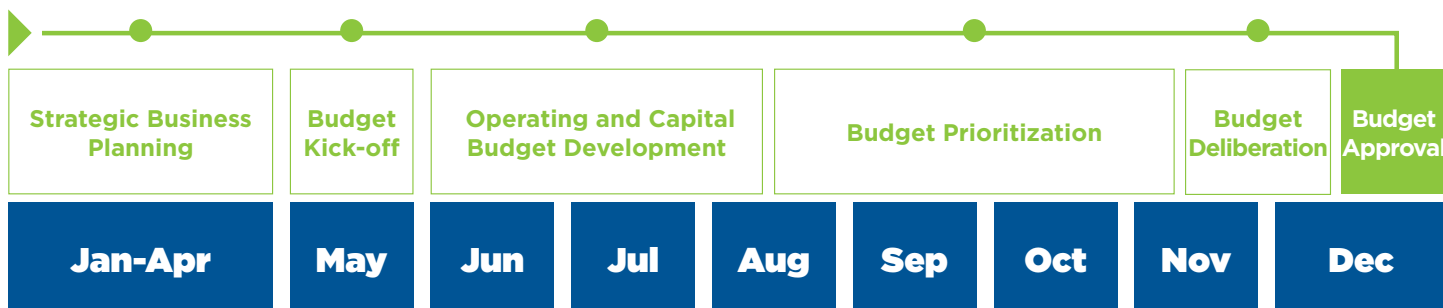 Strategic Business
Planning
Budget
Kick-off
Operating and Capital
Budget Development
Budget Prioritization
Budget
Deliberation
Budget
Approval
Jan-Apr
May
Jun
Jul
Aug
Sep
Oct
Nov
Dec